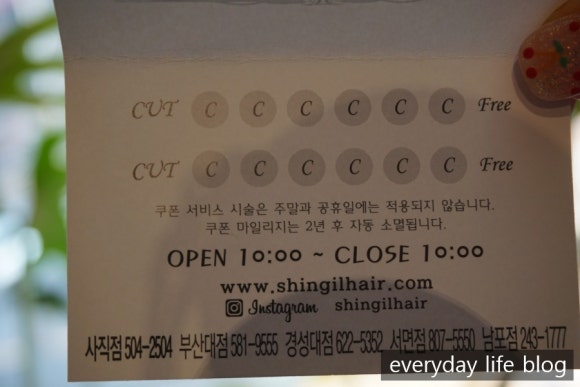 CUT C C C C C C Free
CUT C C C C C C Free
쿠폰 서비스 시술은 주말과 공휴일에는 적용되지 않습니다.
쿠폰 마일리지는 2년 후 자동 소멸됩니다.
OPEN 10:00 ~ CLOSE 10:00
www.shingilhair.com
Instagram shingilhair
사직점 504-2504 부산대점 581-9555 경성대점 622-5352 서면점 807-5550 남포점 243-1777
everyday life blog